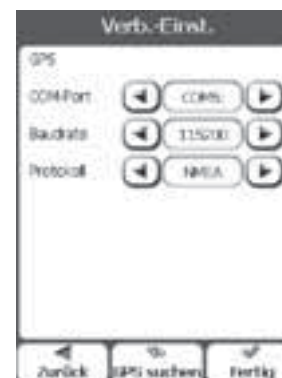 Verb.-Einst.
GPS
COM-Port COM5:
Baudrate 115200
Protokoll NMEA
Zurück GPS suchen Fertig